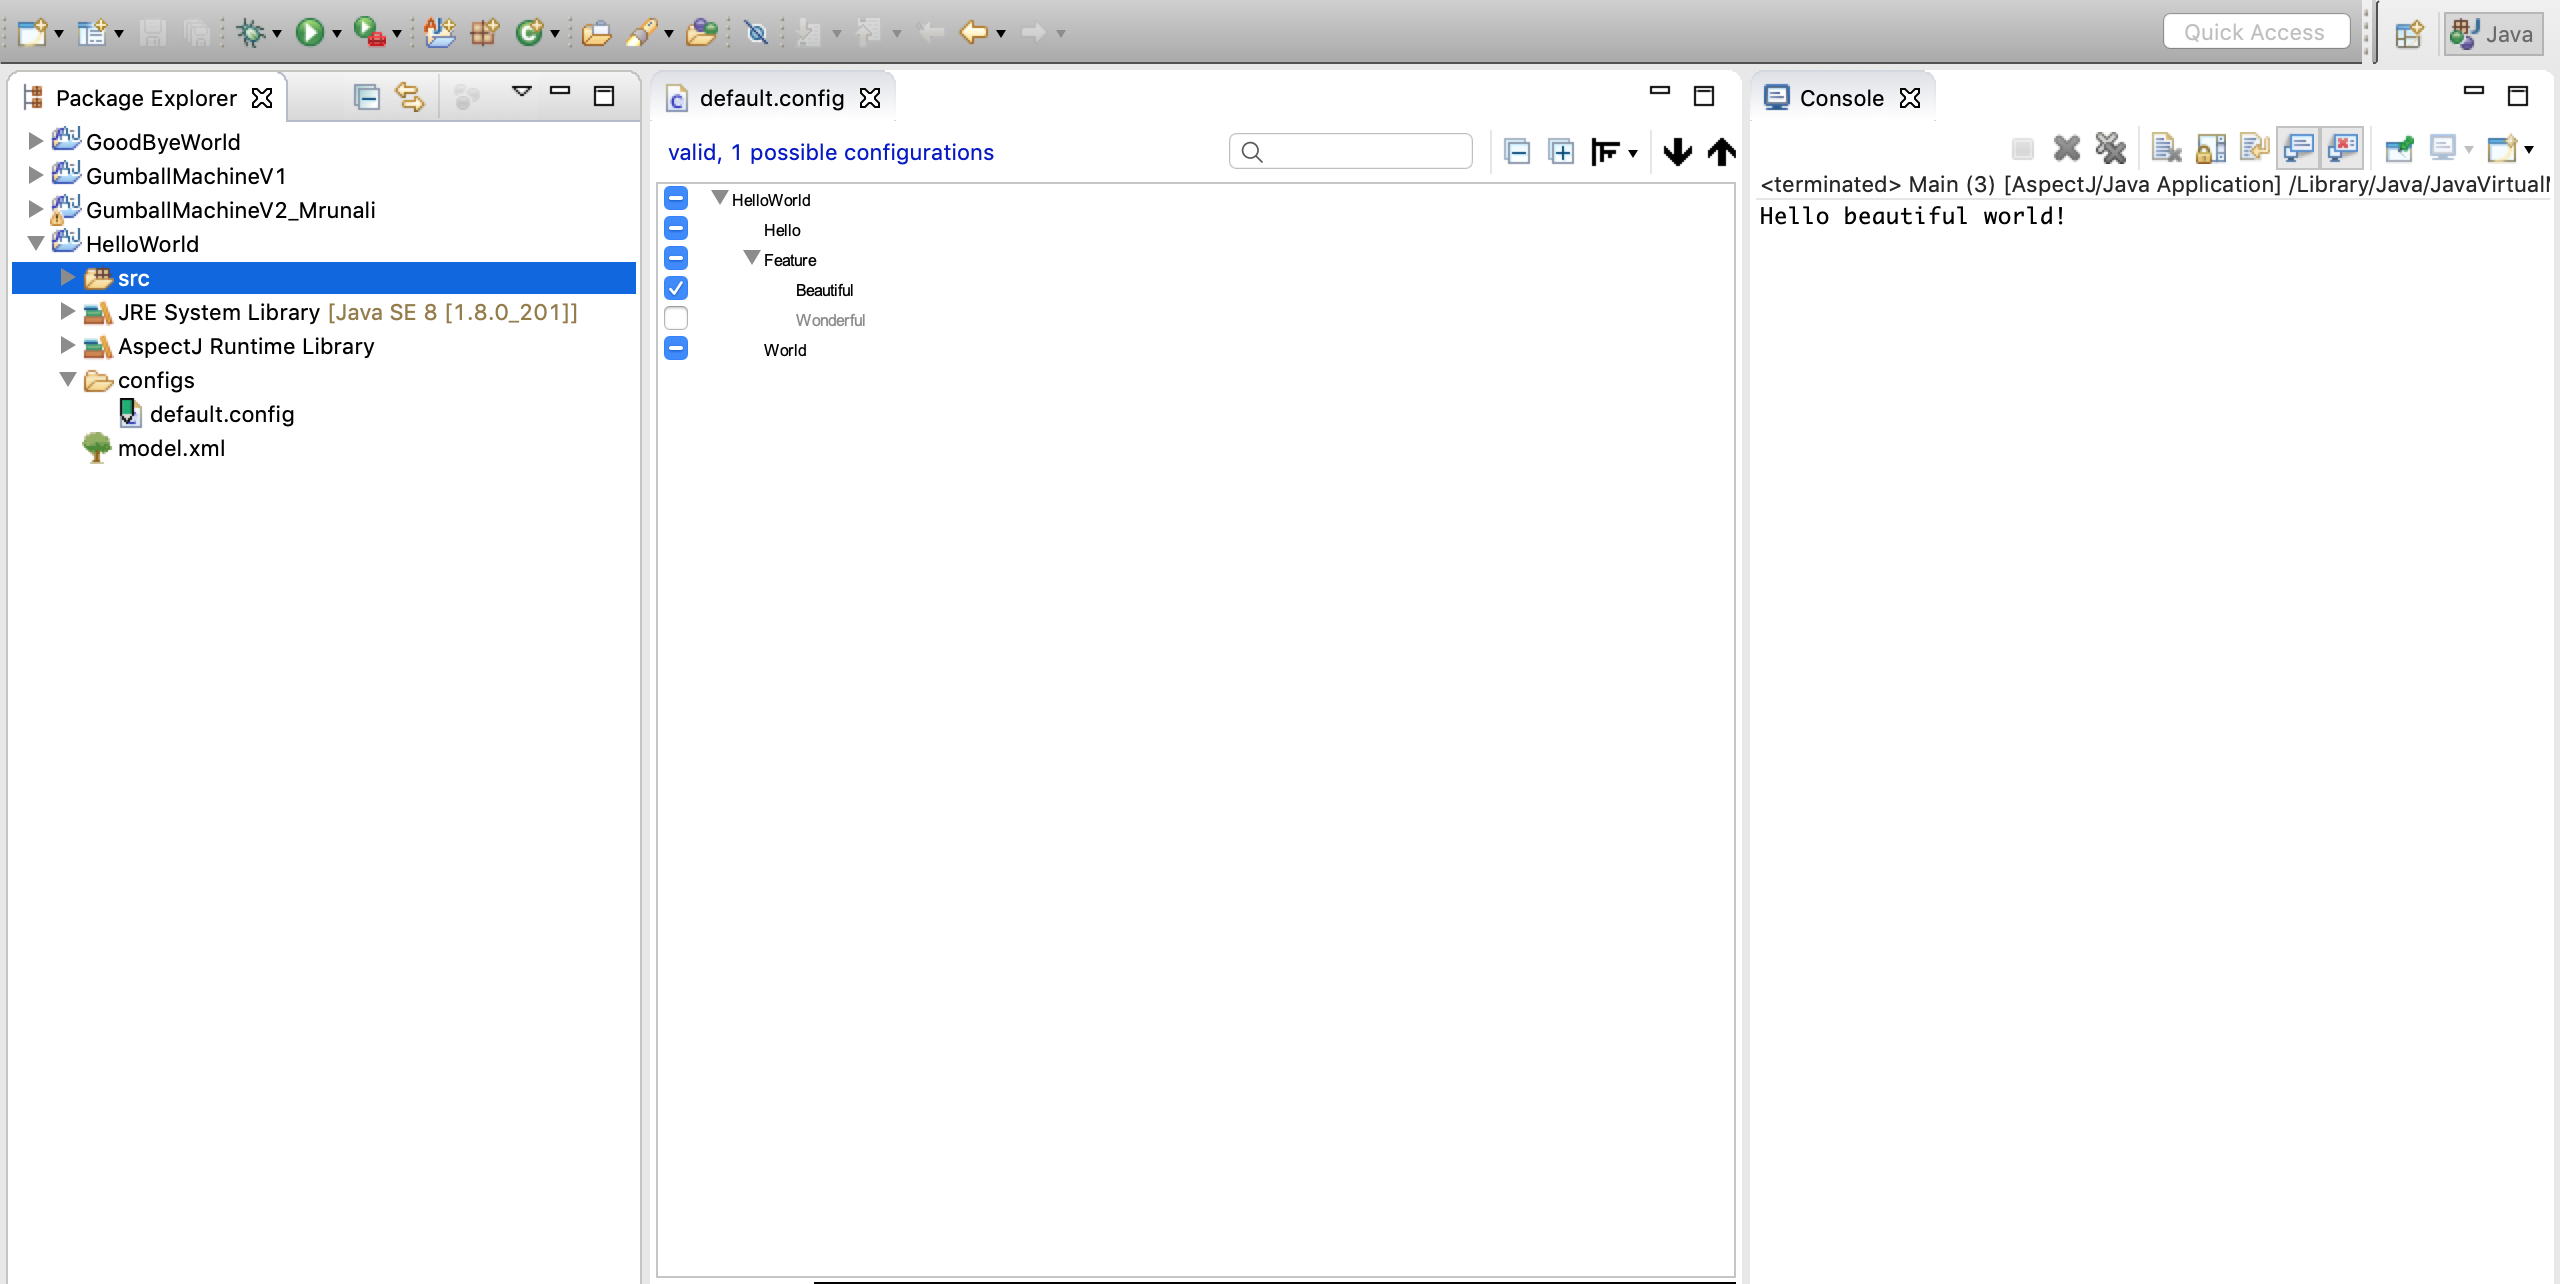 Quick Access
Java
Package Explorer
GoodByeWorld
GumballMachineV1
GumballMachineV2_Mrunali
HelloWorld
src
JRE System Library [Java SE 8 [1.8.0_201]]
AspectJ Runtime Library
configs
default.config
model.xml
default.config
valid, 1 possible configurations
HelloWorld
Hello
Feature
Beautiful
Wonderful
World
Console
<terminated> Main (3) [AspectJ/Java Application] /Library/Java/JavaVirtual
Hello beautiful world!